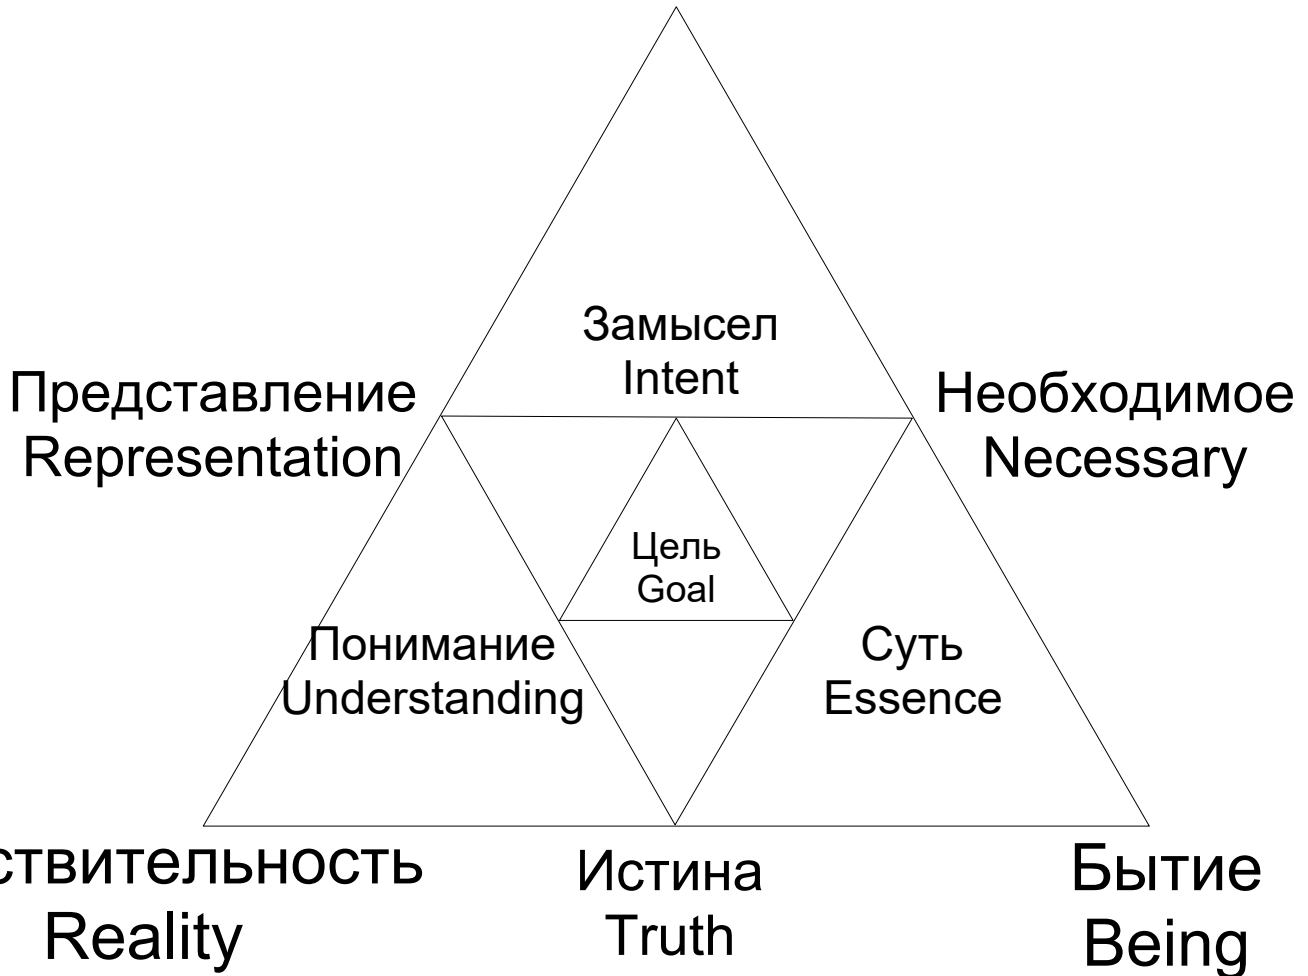 Замысел
Intent
Представление
Representation
Необходимое
Necessary
Цель
Goal
Понимание
Understanding
Суть
Essence
ствительность
Reality
Истина
Truth
Бытие
Being